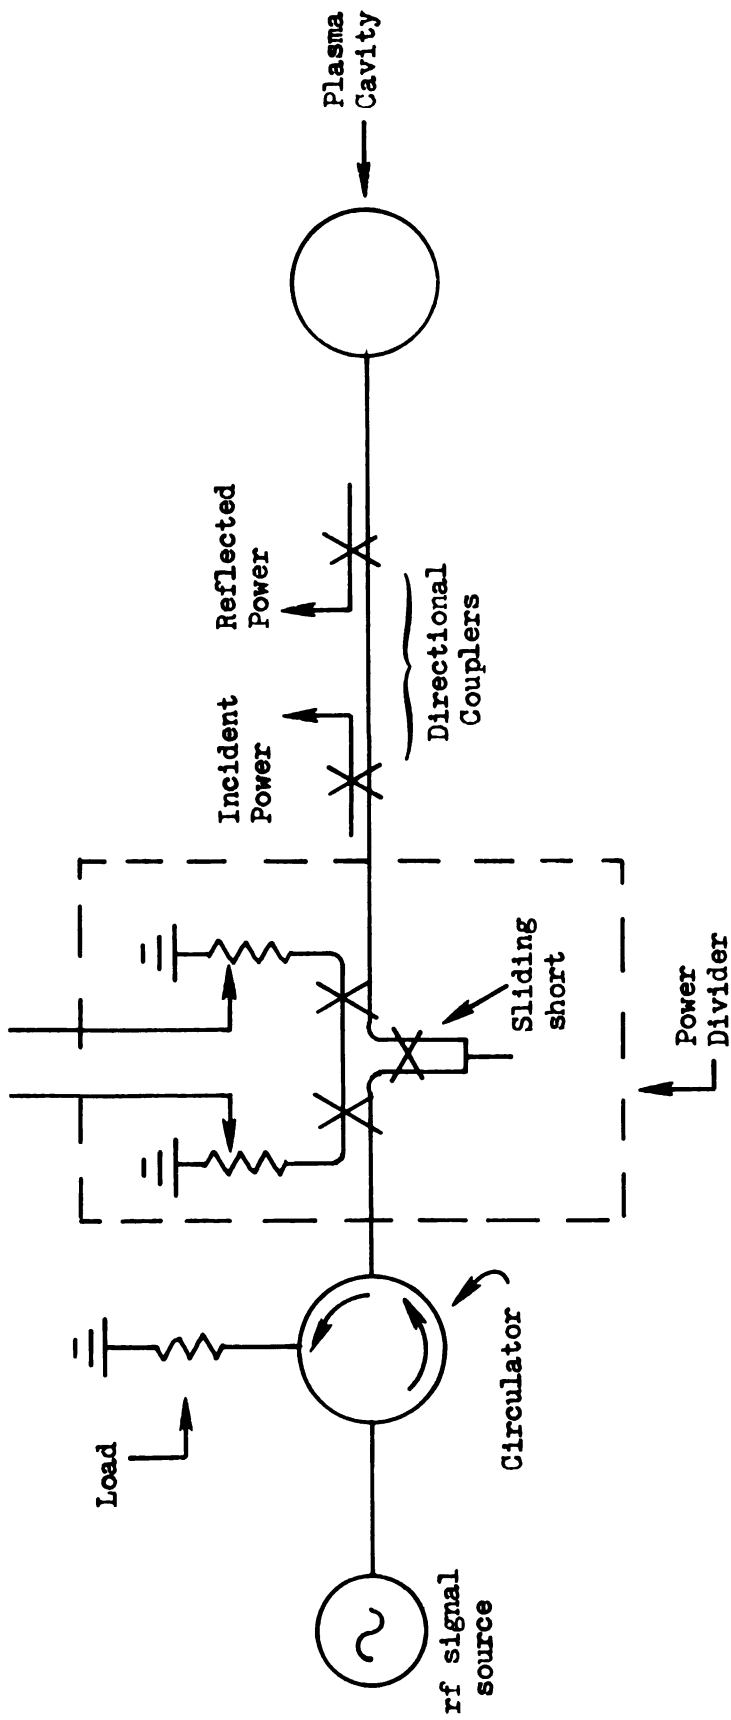 Load
rf signal
source
Circulator
Power
Divider
Sliding
short
Incident
Power
Reflected
Power
Directional
Couplers
Plasma
Cavity